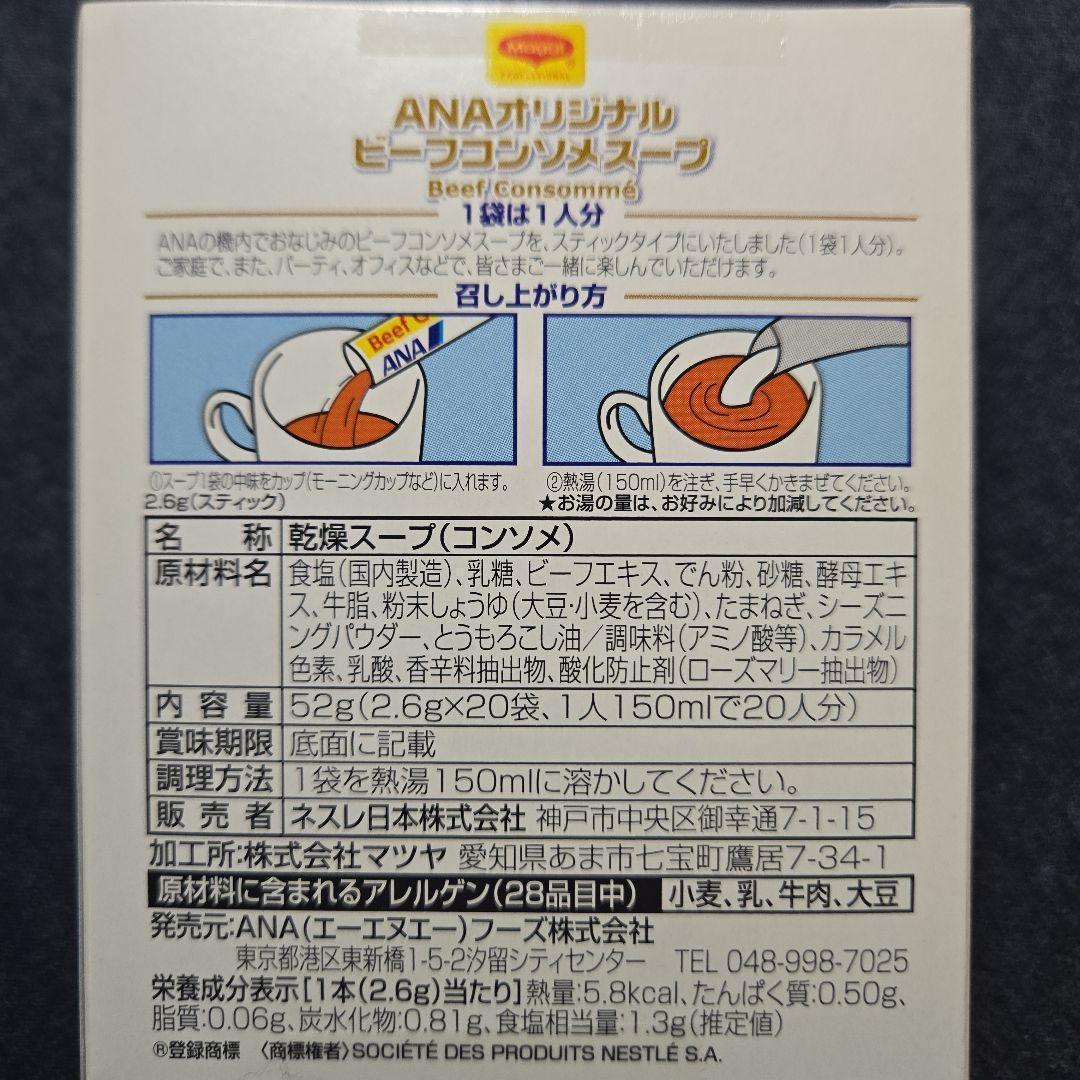 Maggi
PROFESSIONAL
ANAオリジナル
ビーフコンソメスープ
Beef Consommé
1袋は1人分
ANAの機内でおなじみのビーフコンソメスープを、スティックタイプにいたしました（1袋1人分）。
ご家庭で、また、パーティ、オフィスなどで、皆さまご一緒に楽しんでいただけます。
召し上がり方
Beef C
ANA
①スープ1袋の中味をカップ（モーニングカップなど）に入れます。
2.6g（スティック）
②熱湯（150ml）を注ぎ、手早くかきまぜてください。
★お湯の量は、お好みにより加減してください。
名称 乾燥スープ（コンソメ）
原材料名 食塩（国内製造）、乳糖、ビーフエキス、でん粉、砂糖、酵母エキ
ス、牛脂、粉末しょうゆ（大豆・小麦を含む）、たまねぎ、シーズニ
ングパウダー、とうもろこし油／調味料（アミノ酸等）、カラメル
色素、乳酸、香辛料抽出物、酸化防止剤（ローズマリー抽出物）
内容量 52g（2.6g×20袋、1人150mlで20人分）
賞味期限 底面に記載
調理方法 1袋を熱湯150mlに溶かしてください。
販売者 ネスレ日本株式会社 神戸市中央区御幸通7-1-15
加工所:株式会社マツヤ 愛知県あま市七宝町鷹居7-34-1
原材料に含まれるアレルゲン（28品目中） 小麦、乳、牛肉、大豆
発売元:ANA（エーエヌエー）フーズ株式会社
東京都港区東新橋1-5-2汐留シティセンター TEL 048-998-7025
栄養成分表示［1本（2.6g）当たり］熱量:5.8kcal、たんぱく質:0.50g、
脂質:0.06g、炭水化物:0.81g、食塩相当量:1.3g（推定値）
®登録商標 〈商標権者〉SOCIÉTÉ DES PRODUITS NESTLÉ S.A.